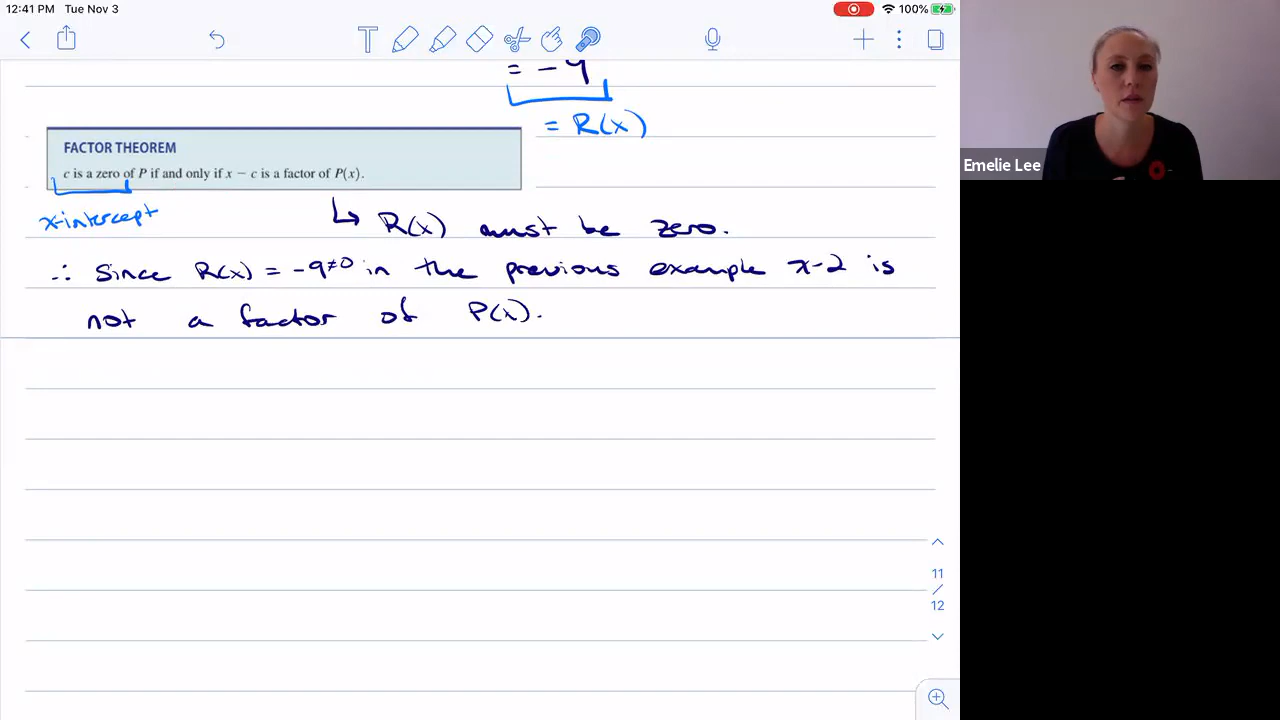 12:41 PM Tue Nov 3
100%
= -9
= R(x)
FACTOR THEOREM
c is a zero of P if and only if x − c is a factor of P(x).
x-intercept
↳ R(x) must be zero.
∴ Since R(x) = -9≠0 in the previous example x-2 is
not a factor of P(x).
Emelie Lee
11
/
12